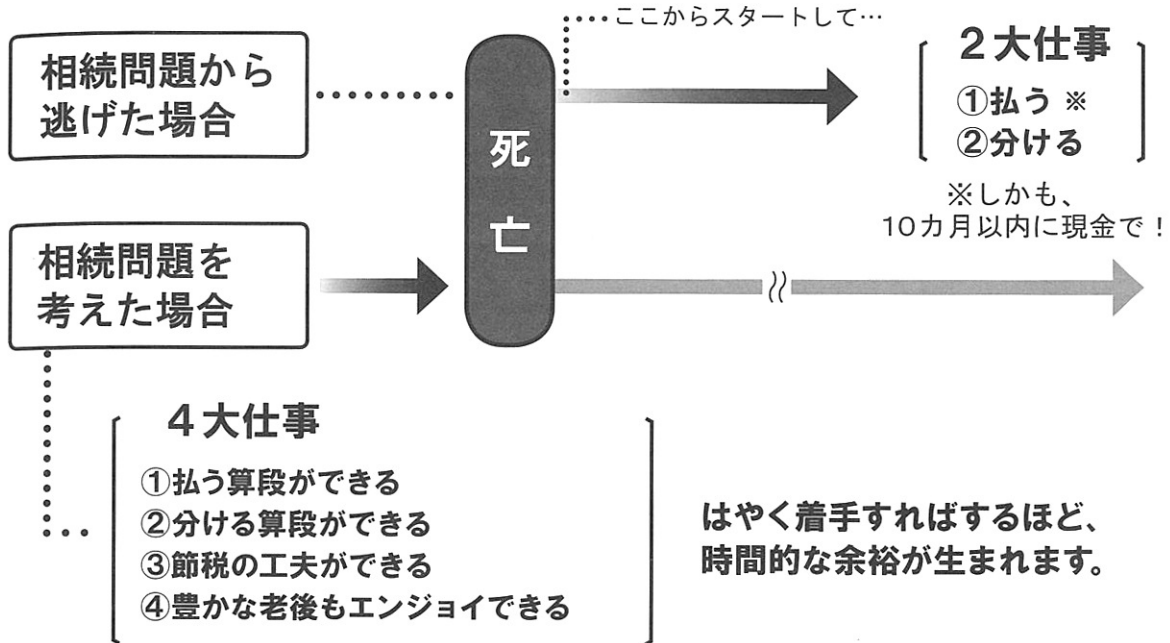 相続問題から
逃げた場合
死亡
ここからスタートして…
2大仕事
①払う ※
②分ける
※しかも、
10カ月以内に現金で!
相続問題を
考えた場合
4大仕事
①払う算段ができる
②分ける算段ができる
③節税の工夫ができる
④豊かな老後もエンジョイできる
はやく着手すればするほど、
時間的な余裕が生まれます。